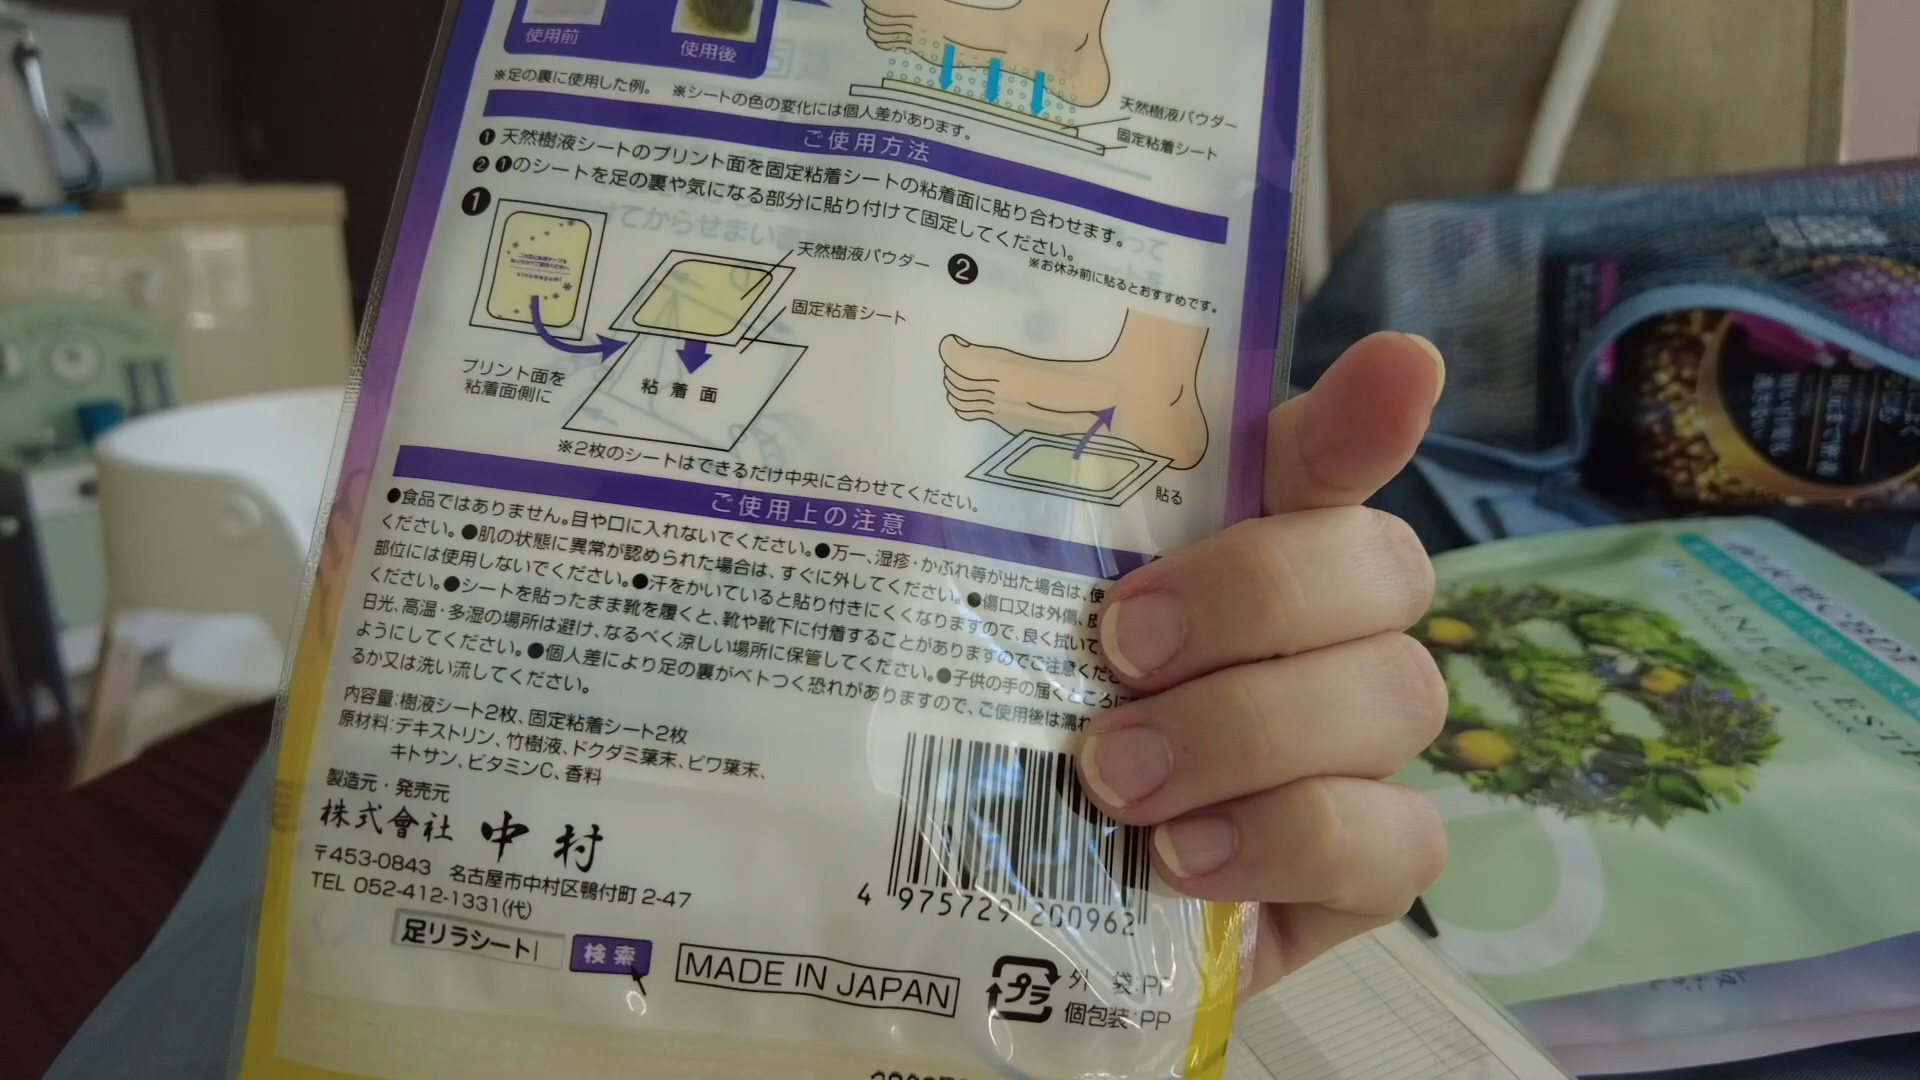 使用前
使用後
※足の裏に使用した例。 ※シートの色の変化には個人差があります。
天然樹液パウダー
固定粘着シート
ご使用方法
❶ 天然樹液シートのプリント面を固定粘着シートの粘着面に貼り合わせます。
❷ ❶のシートを足の裏や気になる部分に貼り付けて固定してください。
※お休み前に貼るとおすすめです。
❶
天然樹液パウダー
固定粘着シート
プリント面を
粘着面側に
粘着面
❷
貼る
※2枚のシートはできるだけ中央に合わせてください。
ご使用上の注意
●食品ではありません。目や口に入れないでください。●万一、湿疹・かぶれ等が出た場合は、使
ください。●肌の状態に異常が認められた場合は、すぐに外してください。●傷口又は外傷、
部位には使用しないでください。●汗をかいていると貼り付きにくくなりますので、良く拭いて
ください。●シートを貼ったまま靴を履くと、靴や靴下に付着することがありますのでご注意くださ
日光、高温・多湿の場所は避け、なるべく涼しい場所に保管してください。●子供の手の届くところに
ようにしてください。●個人差により足の裏がベトつく恐れがありますので、ご使用後は濡れ
るか又は洗い流してください。
内容量:樹液シート2枚、固定粘着シート2枚
原材料:デキストリン、竹樹液、ドクダミ葉末、ビワ葉末、
キトサン、ビタミンC、香料
製造元・発売元
株式會社 中村
〒453-0843 名古屋市中村区鴨付町 2-47
TEL 052-412-1331(代)
足リラシート 検索
MADE IN JAPAN
4 975729 200962
プラ
外 袋:PP
個包装:PP